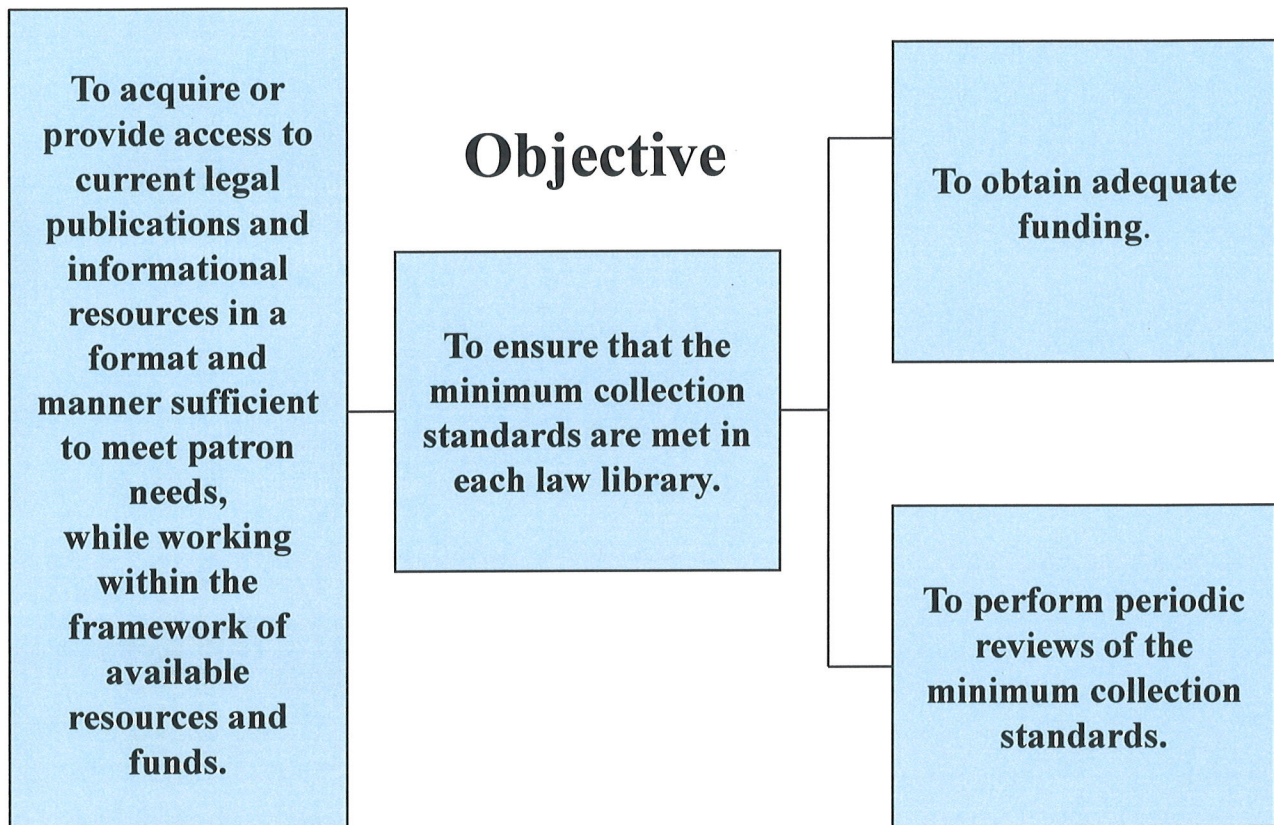 To acquire or
provide access to
current legal
publications and
informational
resources in a
format and
manner sufficient
to meet patron
needs,
while working
within the
framework of
available
resources and
funds.
Objective
To ensure that the
minimum collection
standards are met in
each law library.
To obtain adequate
funding.
To perform periodic
reviews of the
minimum collection
standards.